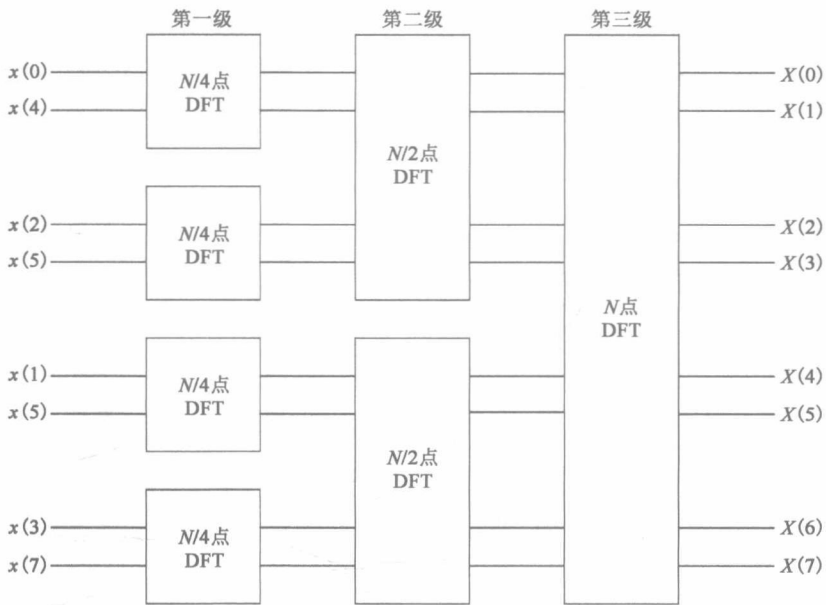 第一级 第二级 第三级
x(0) X(0)
N/4点
DFT
x(4) X(1)
N/2点
DFT
x(2) X(2)
N/4点
DFT
x(5) X(3)
N点
DFT
x(1) X(4)
N/4点
DFT
x(5) X(5)
N/2点
DFT
x(3) X(6)
N/4点
DFT
x(7) X(7)